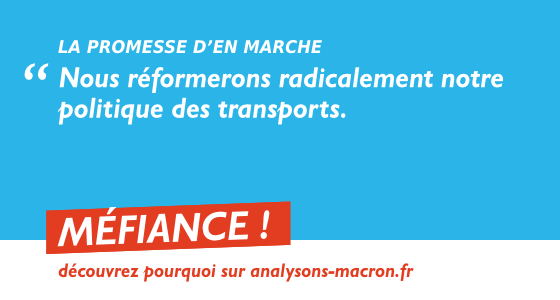 LA PROMESSE D’EN MARCHE
“ Nous réformerons radicalement notre
politique des transports.
MÉFIANCE !
découvrez pourquoi sur analysons-macron.fr